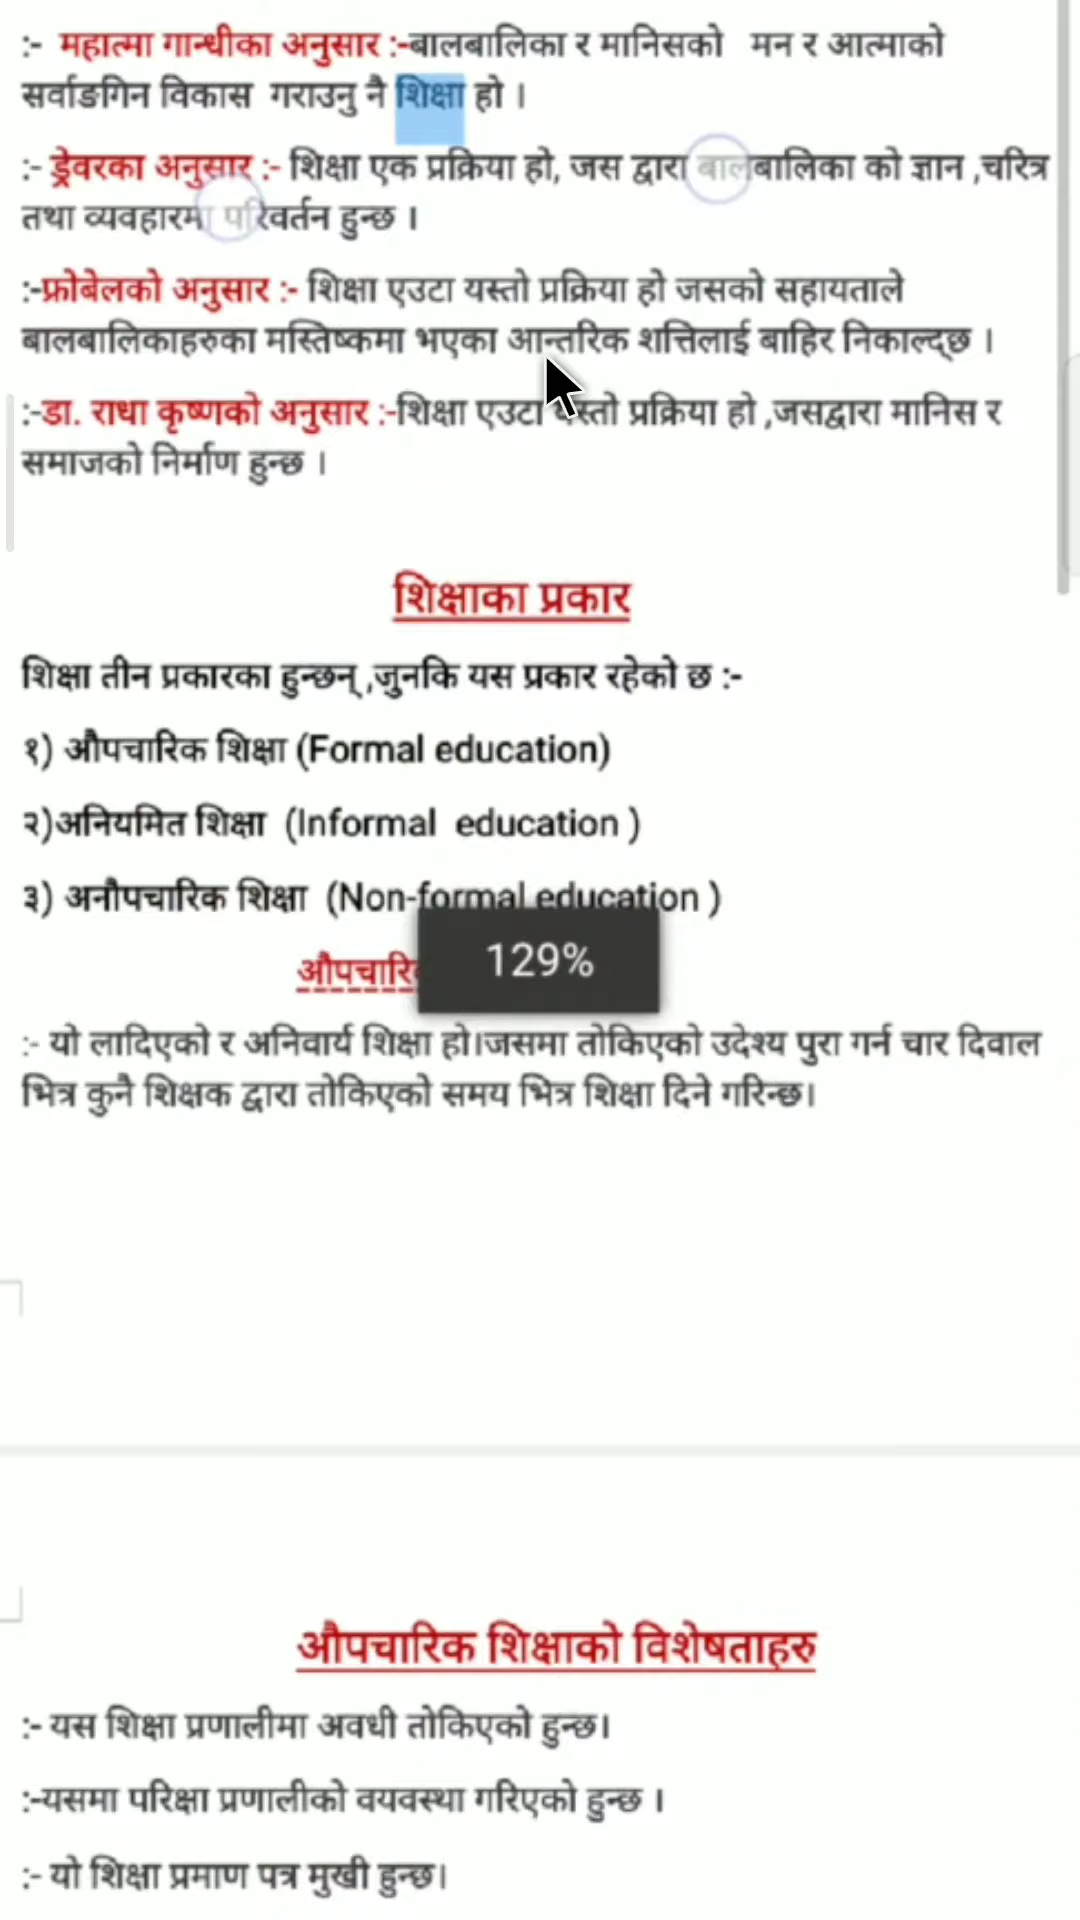 :- महात्मा गान्धीका अनुसार :-बालबालिका र मानिसको मन र आत्माको
सर्वाङगिन विकास गराउनु नै शिक्षा हो ।
:- ड्रेवरका अनुसार :- शिक्षा एक प्रक्रिया हो, जस द्वारा बालबालिका को ज्ञान ,चरित्र
तथा व्यवहारमा परिवर्तन हुन्छ ।
:-फ्रोबेलको अनुसार :- शिक्षा एउटा यस्तो प्रक्रिया हो जसको सहायताले
बालबालिकाहरुका मस्तिष्कमा भएका आन्तरिक शत्तिलाई बाहिर निकाल्द्छ ।
:-डा. राधा कृष्णको अनुसार :-शिक्षा एउटा यस्तो प्रक्रिया हो ,जसद्वारा मानिस र
समाजको निर्माण हुन्छ ।
शिक्षाका प्रकार
शिक्षा तीन प्रकारका हुन्छन् ,जुनकि यस प्रकार रहेको छ :-
१) औपचारिक शिक्षा (Formal education)
२)अनियमित शिक्षा (Informal education )
३) अनौपचारिक शिक्षा (Non-formal education )
129%
:- यो लादिएको र अनिवार्य शिक्षा हो।जसमा तोकिएको उदेश्य पुरा गर्न चार दिवाल
भित्र कुनै शिक्षक द्वारा तोकिएको समय भित्र शिक्षा दिने गरिन्छ।
औपचारिक शिक्षाको विशेषताहरु
:- यस शिक्षा प्रणालीमा अवधी तोकिएको हुन्छ।
:-यसमा परिक्षा प्रणालीको वयवस्था गरिएको हुन्छ ।
:- यो शिक्षा प्रमाण पत्र मुखी हुन्छ।